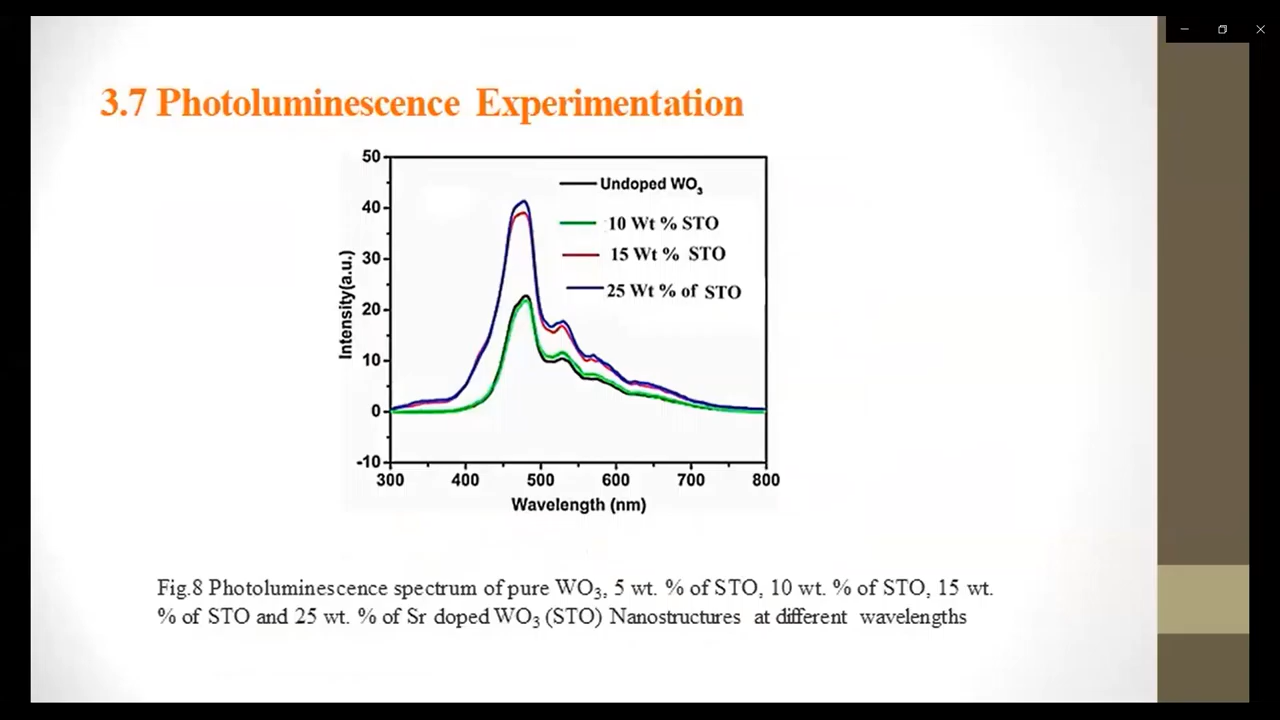 3.7 Photoluminescence Experimentation
50
40
30
20
10
0
-10
Intensity(a.u.)
Undoped WO₃
10 Wt % STO
15 Wt % STO
25 Wt % of STO
300 400 500 600 700 800
Wavelength (nm)
Fig.8 Photoluminescence spectrum of pure WO₃, 5 wt. % of STO, 10 wt. % of STO, 15 wt.
% of STO and 25 wt. % of Sr doped WO₃ (STO) Nanostructures at different wavelengths